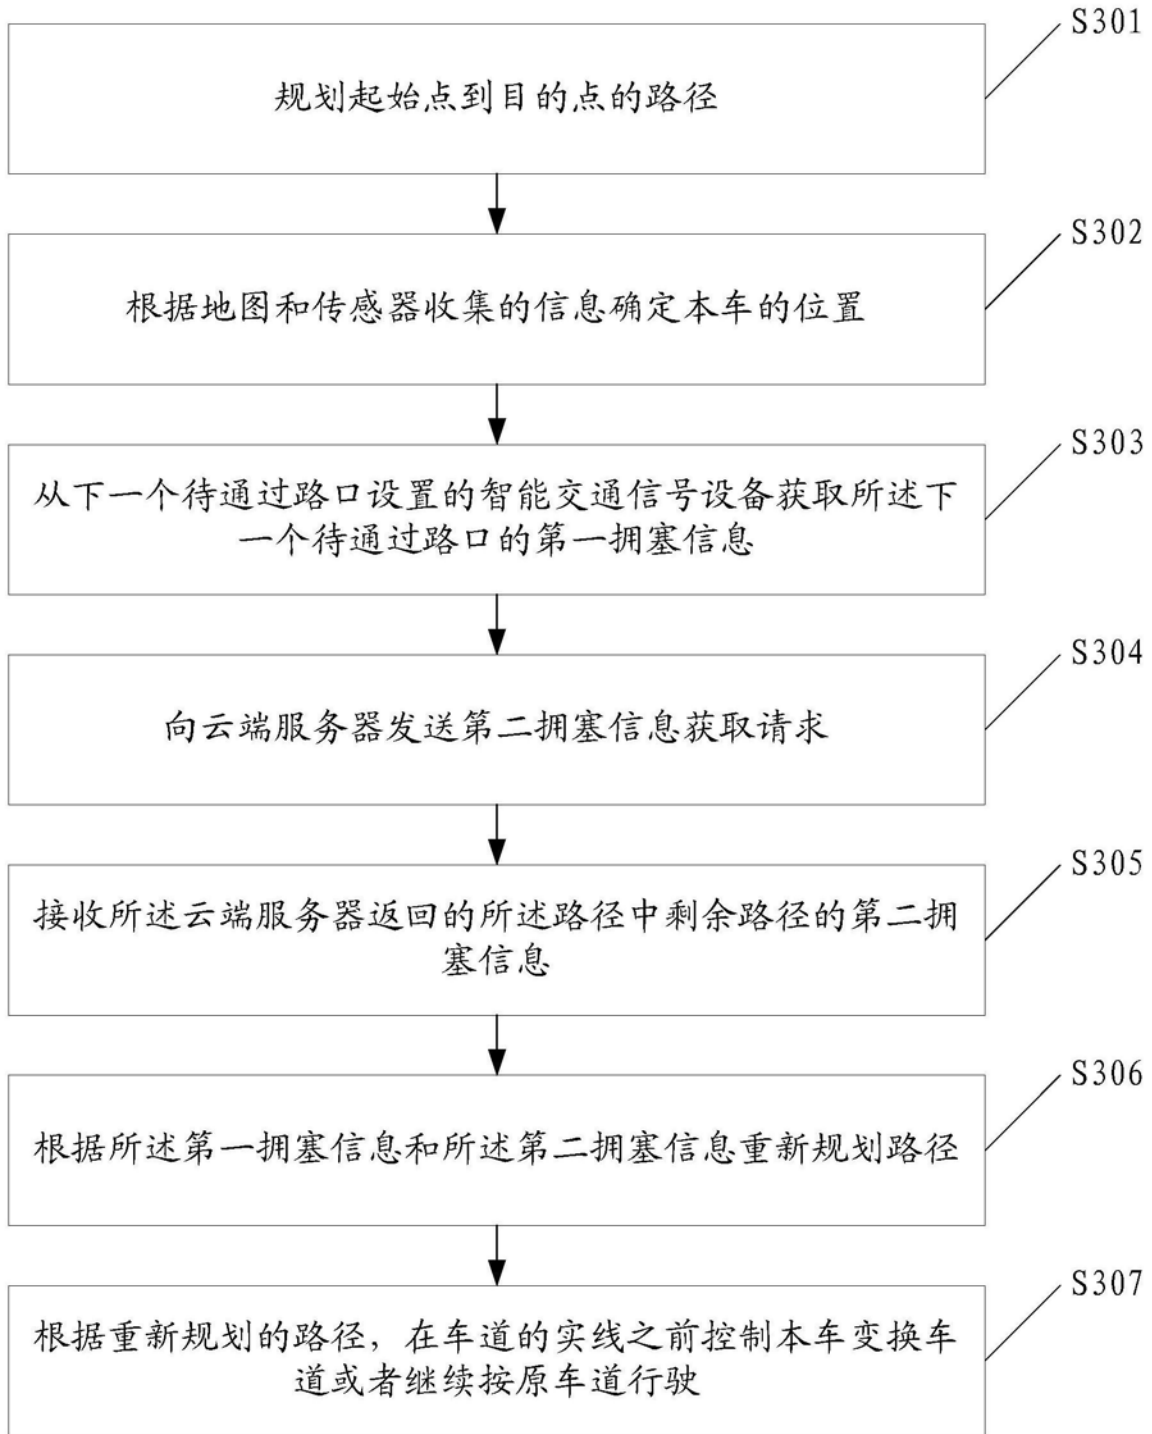 S301
规划起始点到目的点的路径
S302
根据地图和传感器收集的信息确定本车的位置
S303
从下一个待通过路口设置的智能交通信号设备获取所述下
一个待通过路口的第一拥塞信息
S304
向云端服务器发送第二拥塞信息获取请求
S305
接收所述云端服务器返回的所述路径中剩余路径的第二拥
塞信息
S306
根据所述第一拥塞信息和所述第二拥塞信息重新规划路径
S307
根据重新规划的路径，在车道的实线之前控制本车变换车
道或者继续按原车道行驶